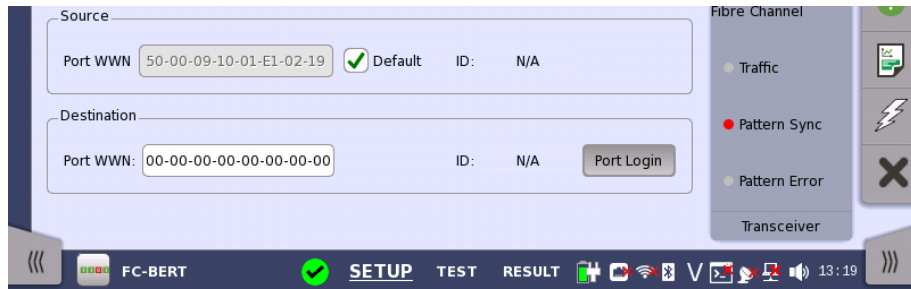 Source
Fibre Channel
Port WWN 50-00-09-10-01-E1-02-19 Default ID: N/A
Traffic
Destination
Pattern Sync
Port WWN: 00-00-00-00-00-00-00-00 ID: N/A Port Login
Pattern Error
Transceiver
FC-BERT SETUP TEST RESULT V 13:19